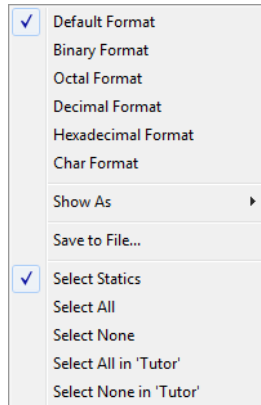 Default Format
Binary Format
Octal Format
Decimal Format
Hexadecimal Format
Char Format
Show As
Save to File...
Select Statics
Select All
Select None
Select All in 'Tutor'
Select None in 'Tutor'